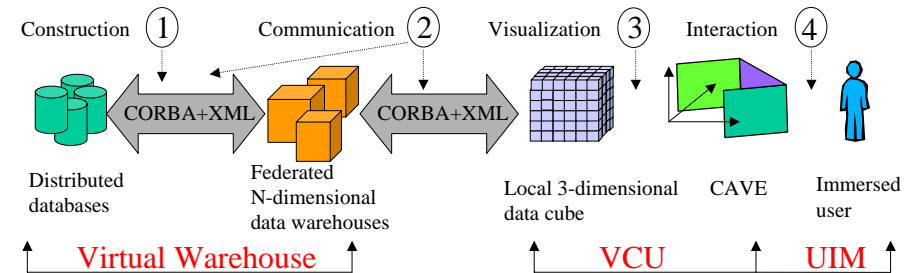 Construction 1 Communication 2 Visualization 3 Interaction 4
CORBA+XML CORBA+XML
Distributed
databases
Federated
N-dimensional
data warehouses
Local 3-dimensional
data cube
CAVE
Immersed
user
Virtual Warehouse VCU UIM